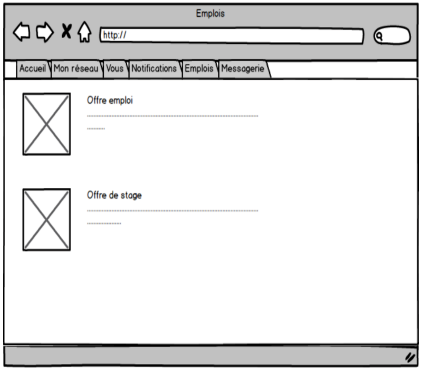 Emplois
http://
Accueil Mon réseau Vous Notifications Emplois Messagerie
Offre emploi
Offre de stage